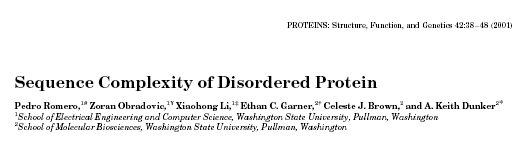 PROTEINS: Structure, Function, and Genetics 42:38–48 (2001)
Sequence Complexity of Disordered Protein
Pedro Romero,1# Zoran Obradovic,1¶ Xiaohong Li,1‡ Ethan C. Garner,2† Celeste J. Brown,2 and A. Keith Dunker2*
1School of Electrical Engineering and Computer Science, Washington State University, Pullman, Washington
2School of Molecular Biosciences, Washington State University, Pullman, Washington